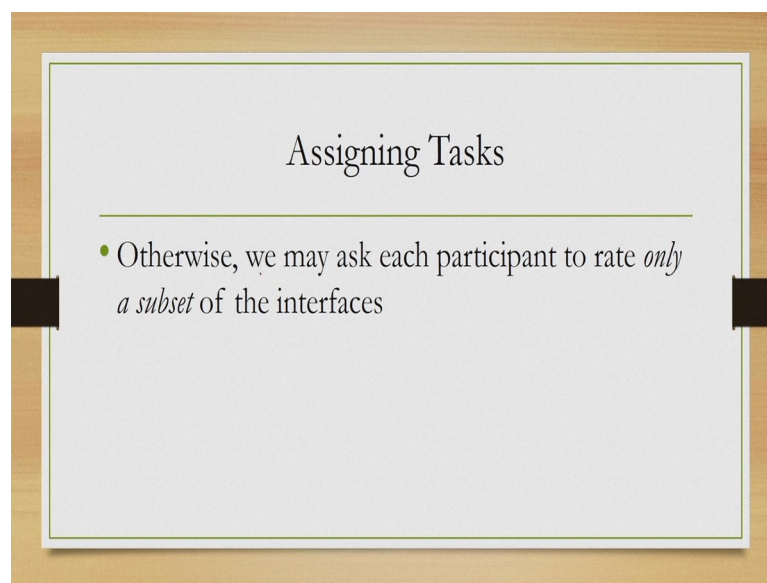 Assigning Tasks
• Otherwise, we may ask each participant to rate only
a subset of the interfaces